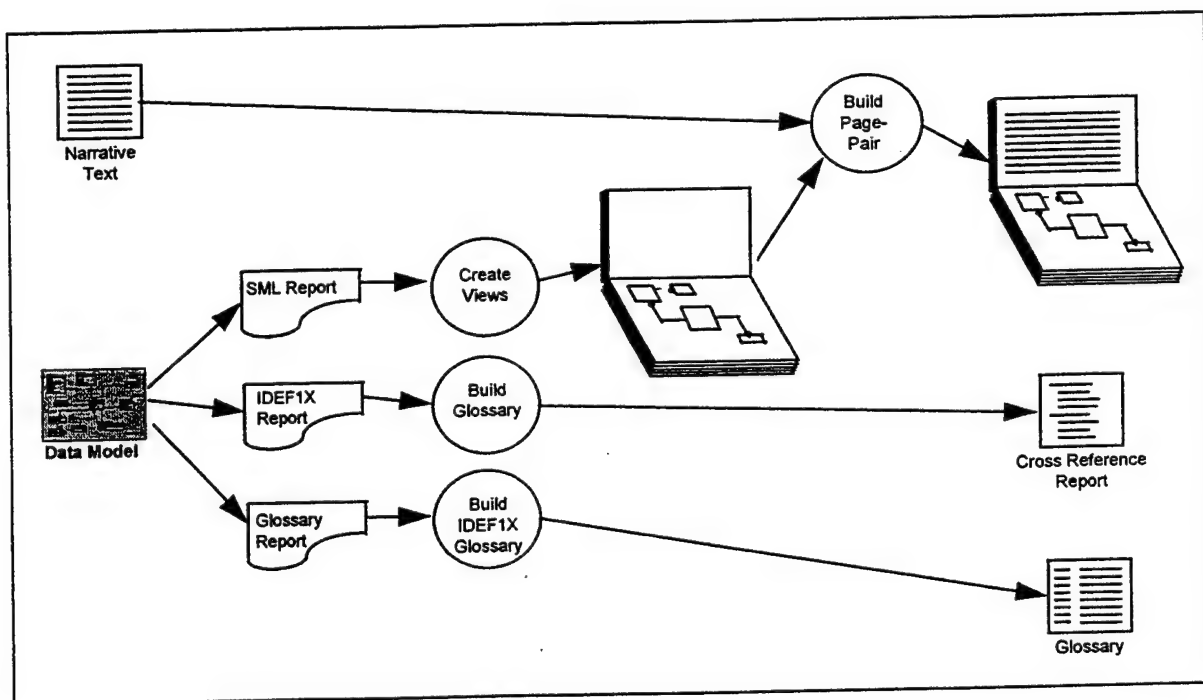 Narrative
Text
Build
Page-
Pair
SML Report
Create
Views
Data Model
IDEF1X
Report
Build
Glossary
Cross Reference
Report
Glossary
Report
Build
IDEF1X
Glossary
Glossary